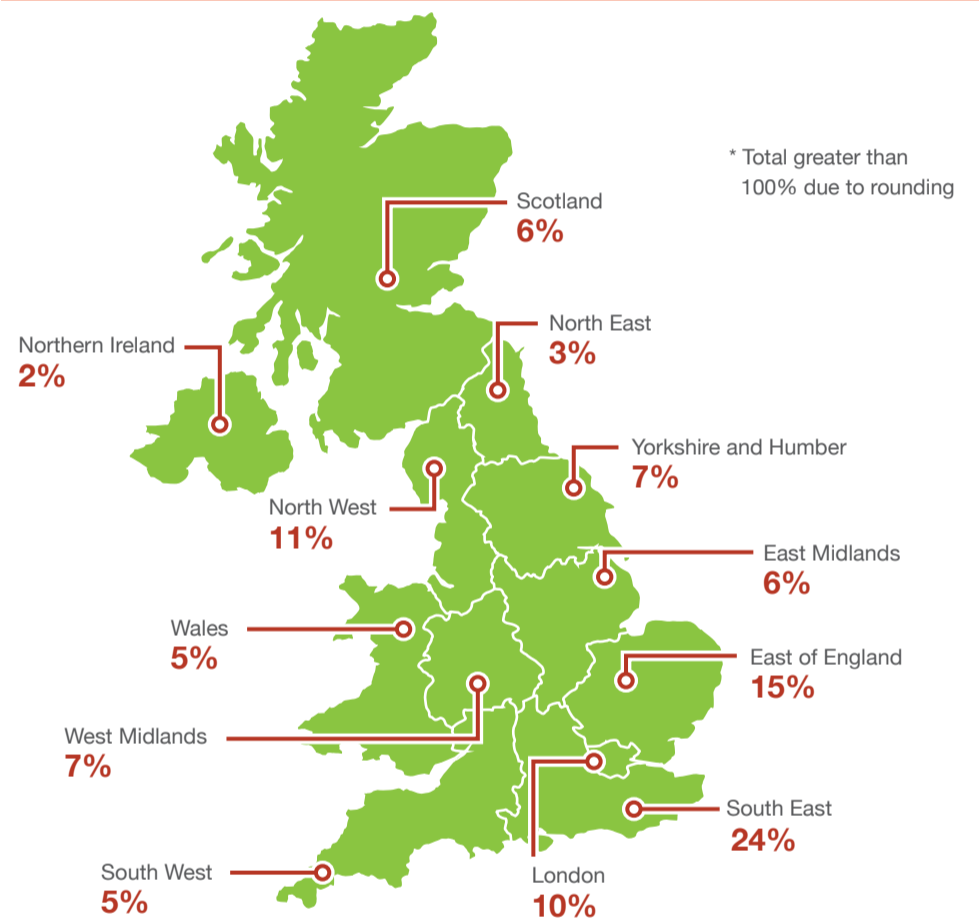 * Total greater than
100% due to rounding
Scotland
6%
North East
3%
Northern Ireland
2%
Yorkshire and Humber
7%
North West
11%
East Midlands
6%
Wales
5%
East of England
15%
West Midlands
7%
South East
24%
South West
5%
London
10%